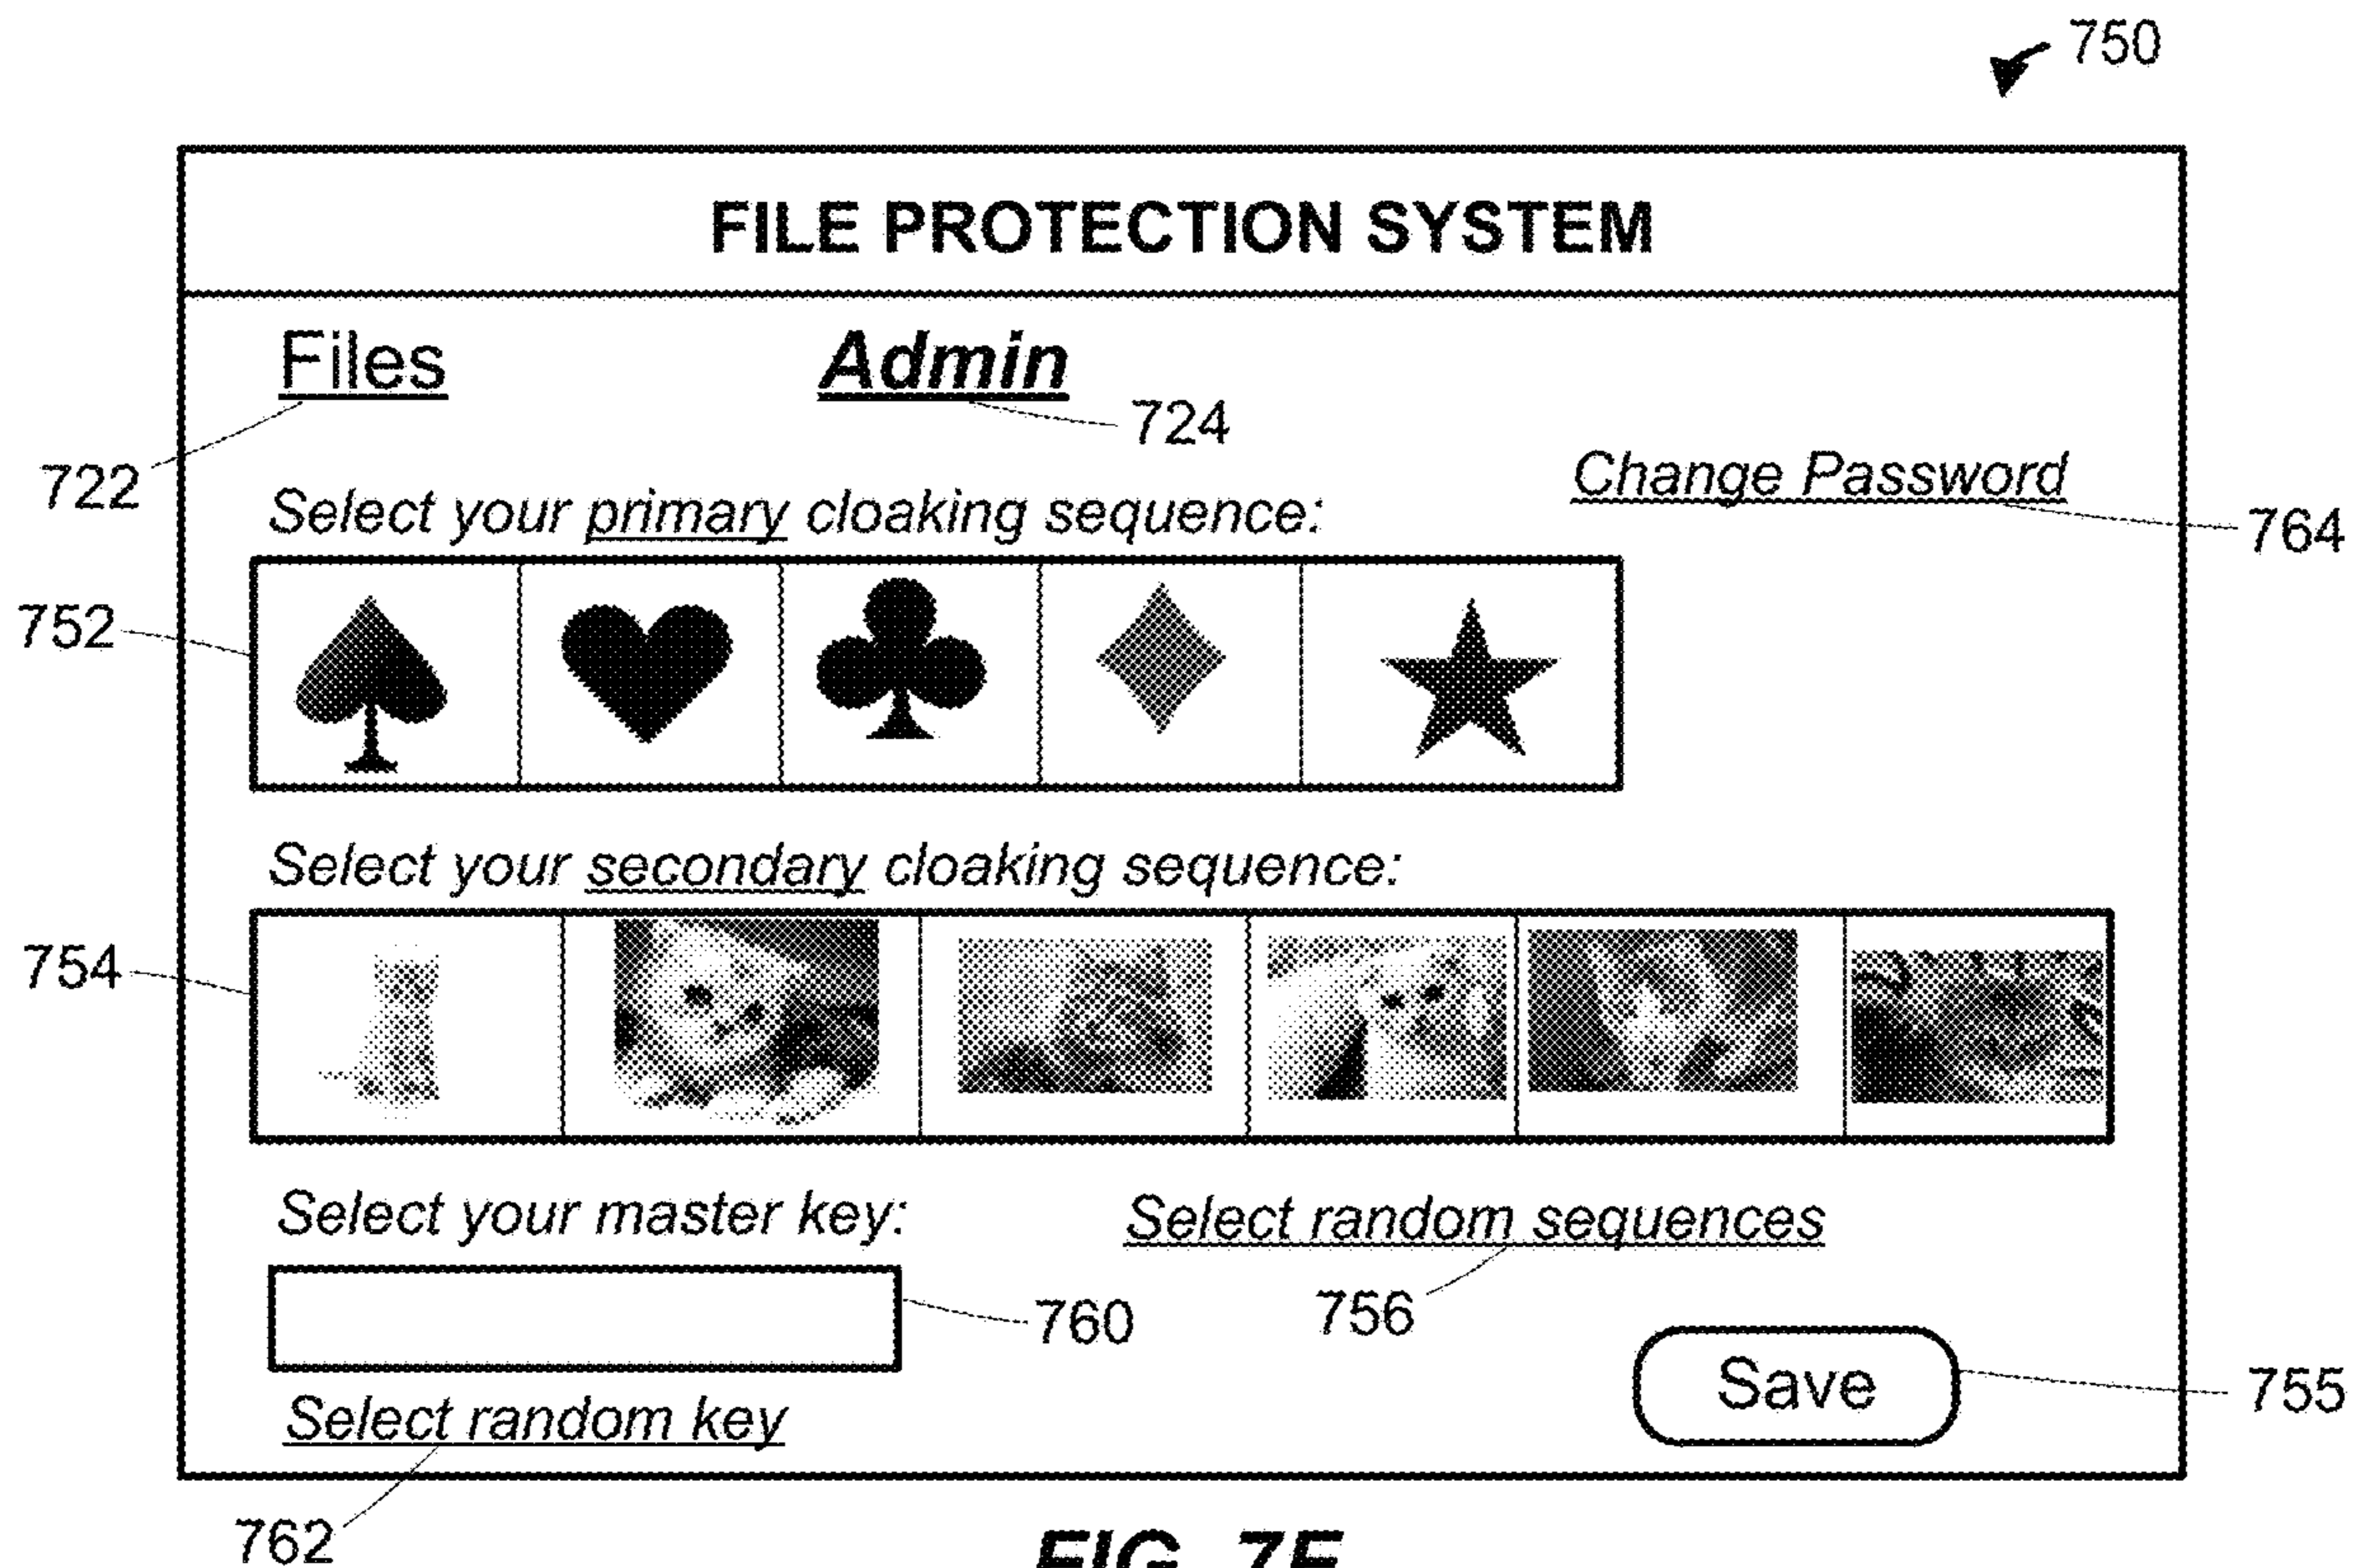 750
FILE PROTECTION SYSTEM
Files
Admin
724
722
Change Password
764
Select your primary cloaking sequence:
752
Select your secondary cloaking sequence:
754
Select your master key:
Select random sequences
756
760
Save
755
Select random key
762
FIG.